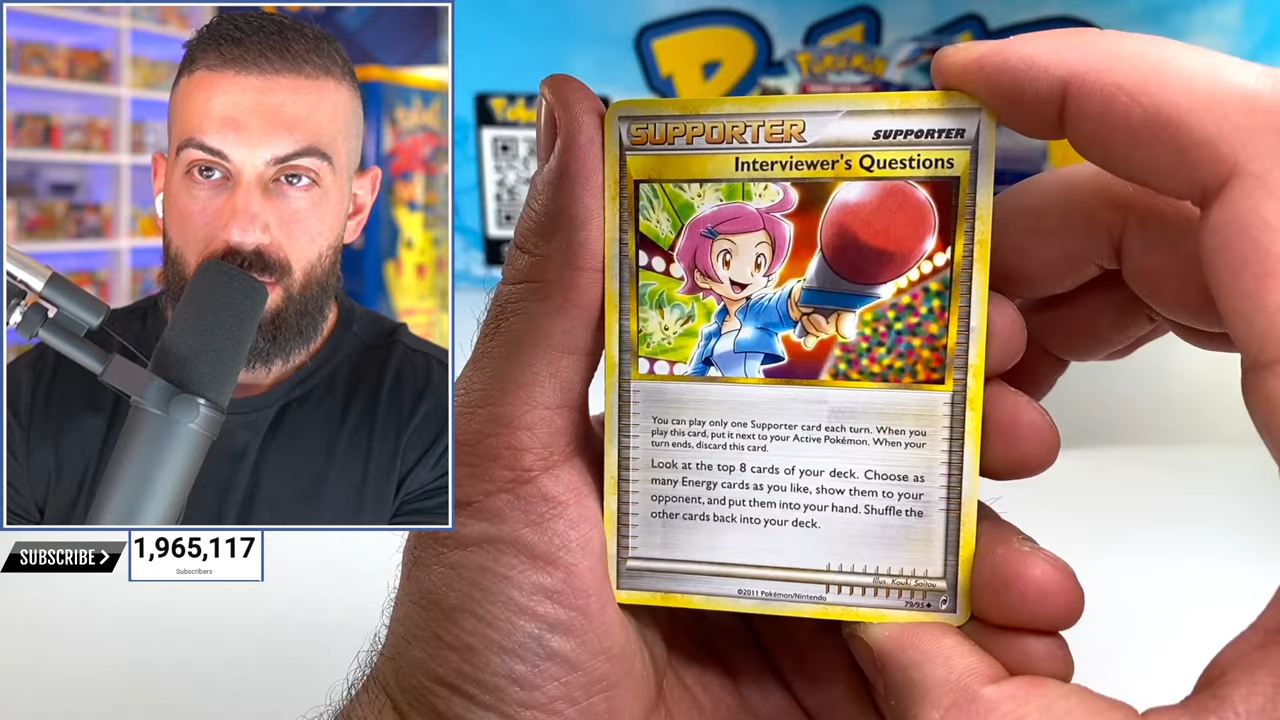 Pokémon
SUPPORTER
SUPPORTER
Interviewer's Questions
You can play only one Supporter card each turn. When you
play this card, put it next to your Active Pokémon. When your
turn ends, discard this card.
Look at the top 8 cards of your deck. Choose as
many Energy cards as you like, show them to your
opponent, and put them into your hand. Shuffle the
other cards back into your deck.
Illus. Kouki Saitou
©2011 Pokémon/Nintendo
79/95
SUBSCRIBE
1,965,117
Subscribers